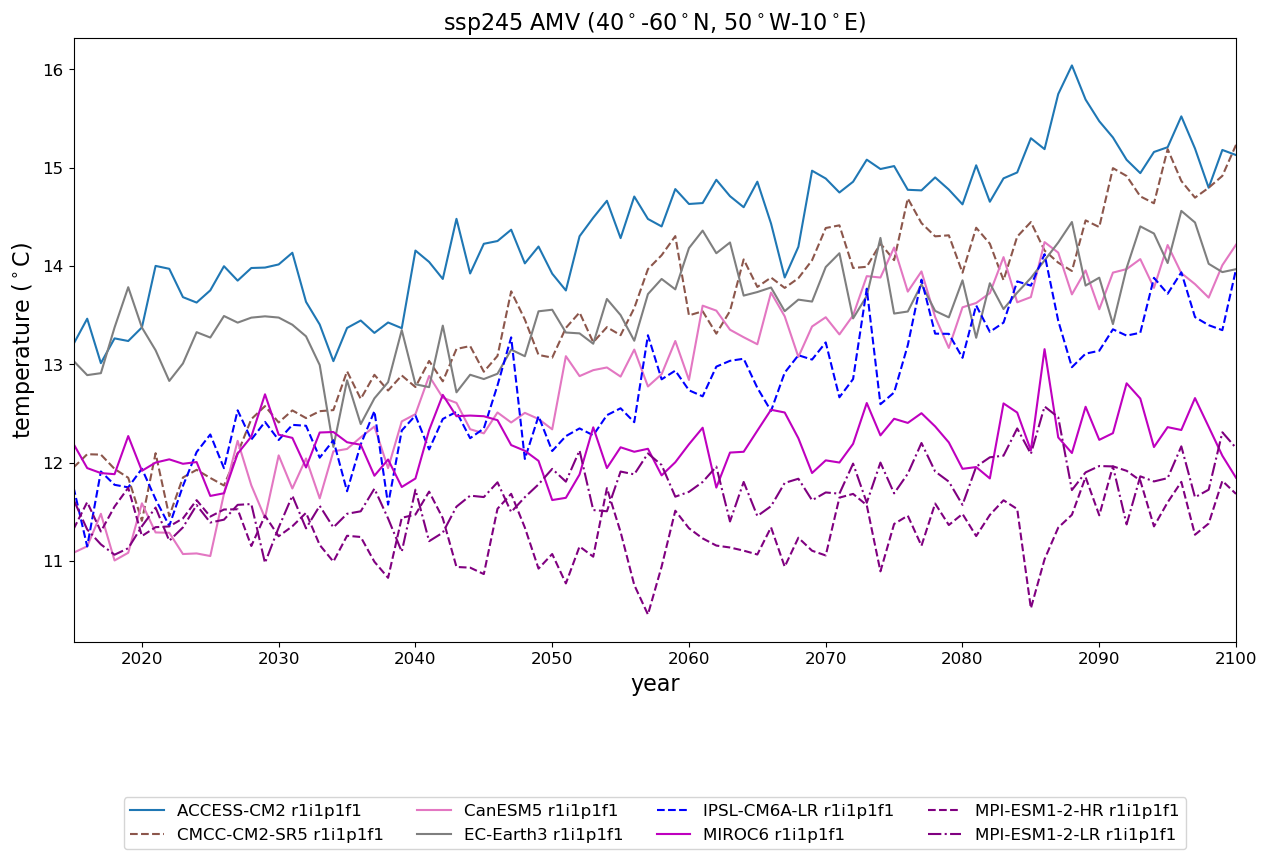 ssp245 AMV (40°-60°N, 50°W-10°E)
temperature (°C)
16
15
14
13
12
11
2020 2030 2040 2050 2060 2070 2080 2090 2100
year
ACCESS-CM2 r1i1p1f1 CanESM5 r1i1p1f1 IPSL-CM6A-LR r1i1p1f1 MPI-ESM1-2-HR r1i1p1f1
CMCC-CM2-SR5 r1i1p1f1 EC-Earth3 r1i1p1f1 MIROC6 r1i1p1f1 MPI-ESM1-2-LR r1i1p1f1